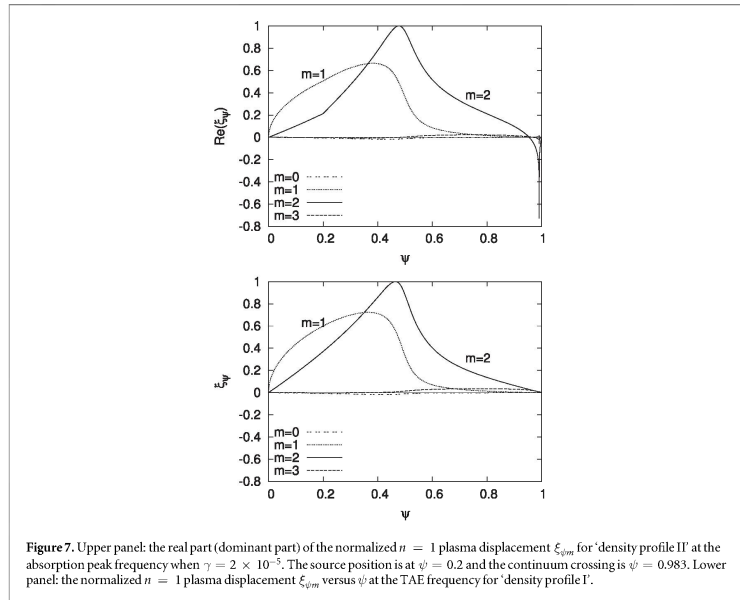 1
0.8
0.6
0.4
0.2
0
-0.2
-0.4
-0.6
-0.8
Re(ξψ)
m=1
m=2
m=0
m=1
m=2
m=3
0 0.2 0.4 0.6 0.8 1
ψ
1
0.8
0.6
0.4
0.2
0
-0.2
-0.4
-0.6
-0.8
ξψ
m=1
m=2
m=0
m=1
m=2
m=3
0 0.2 0.4 0.6 0.8 1
ψ
Figure 7. Upper panel: the real part (dominant part) of the normalized n = 1 plasma displacement ξψm for ‘density profile II’ at the
absorption peak frequency when γ = 2 × 10⁻⁵. The source position is at ψ = 0.2 and the continuum crossing is ψ = 0.983. Lower
panel: the normalized n = 1 plasma displacement ξψm versus ψ at the TAE frequency for ‘density profile I’.